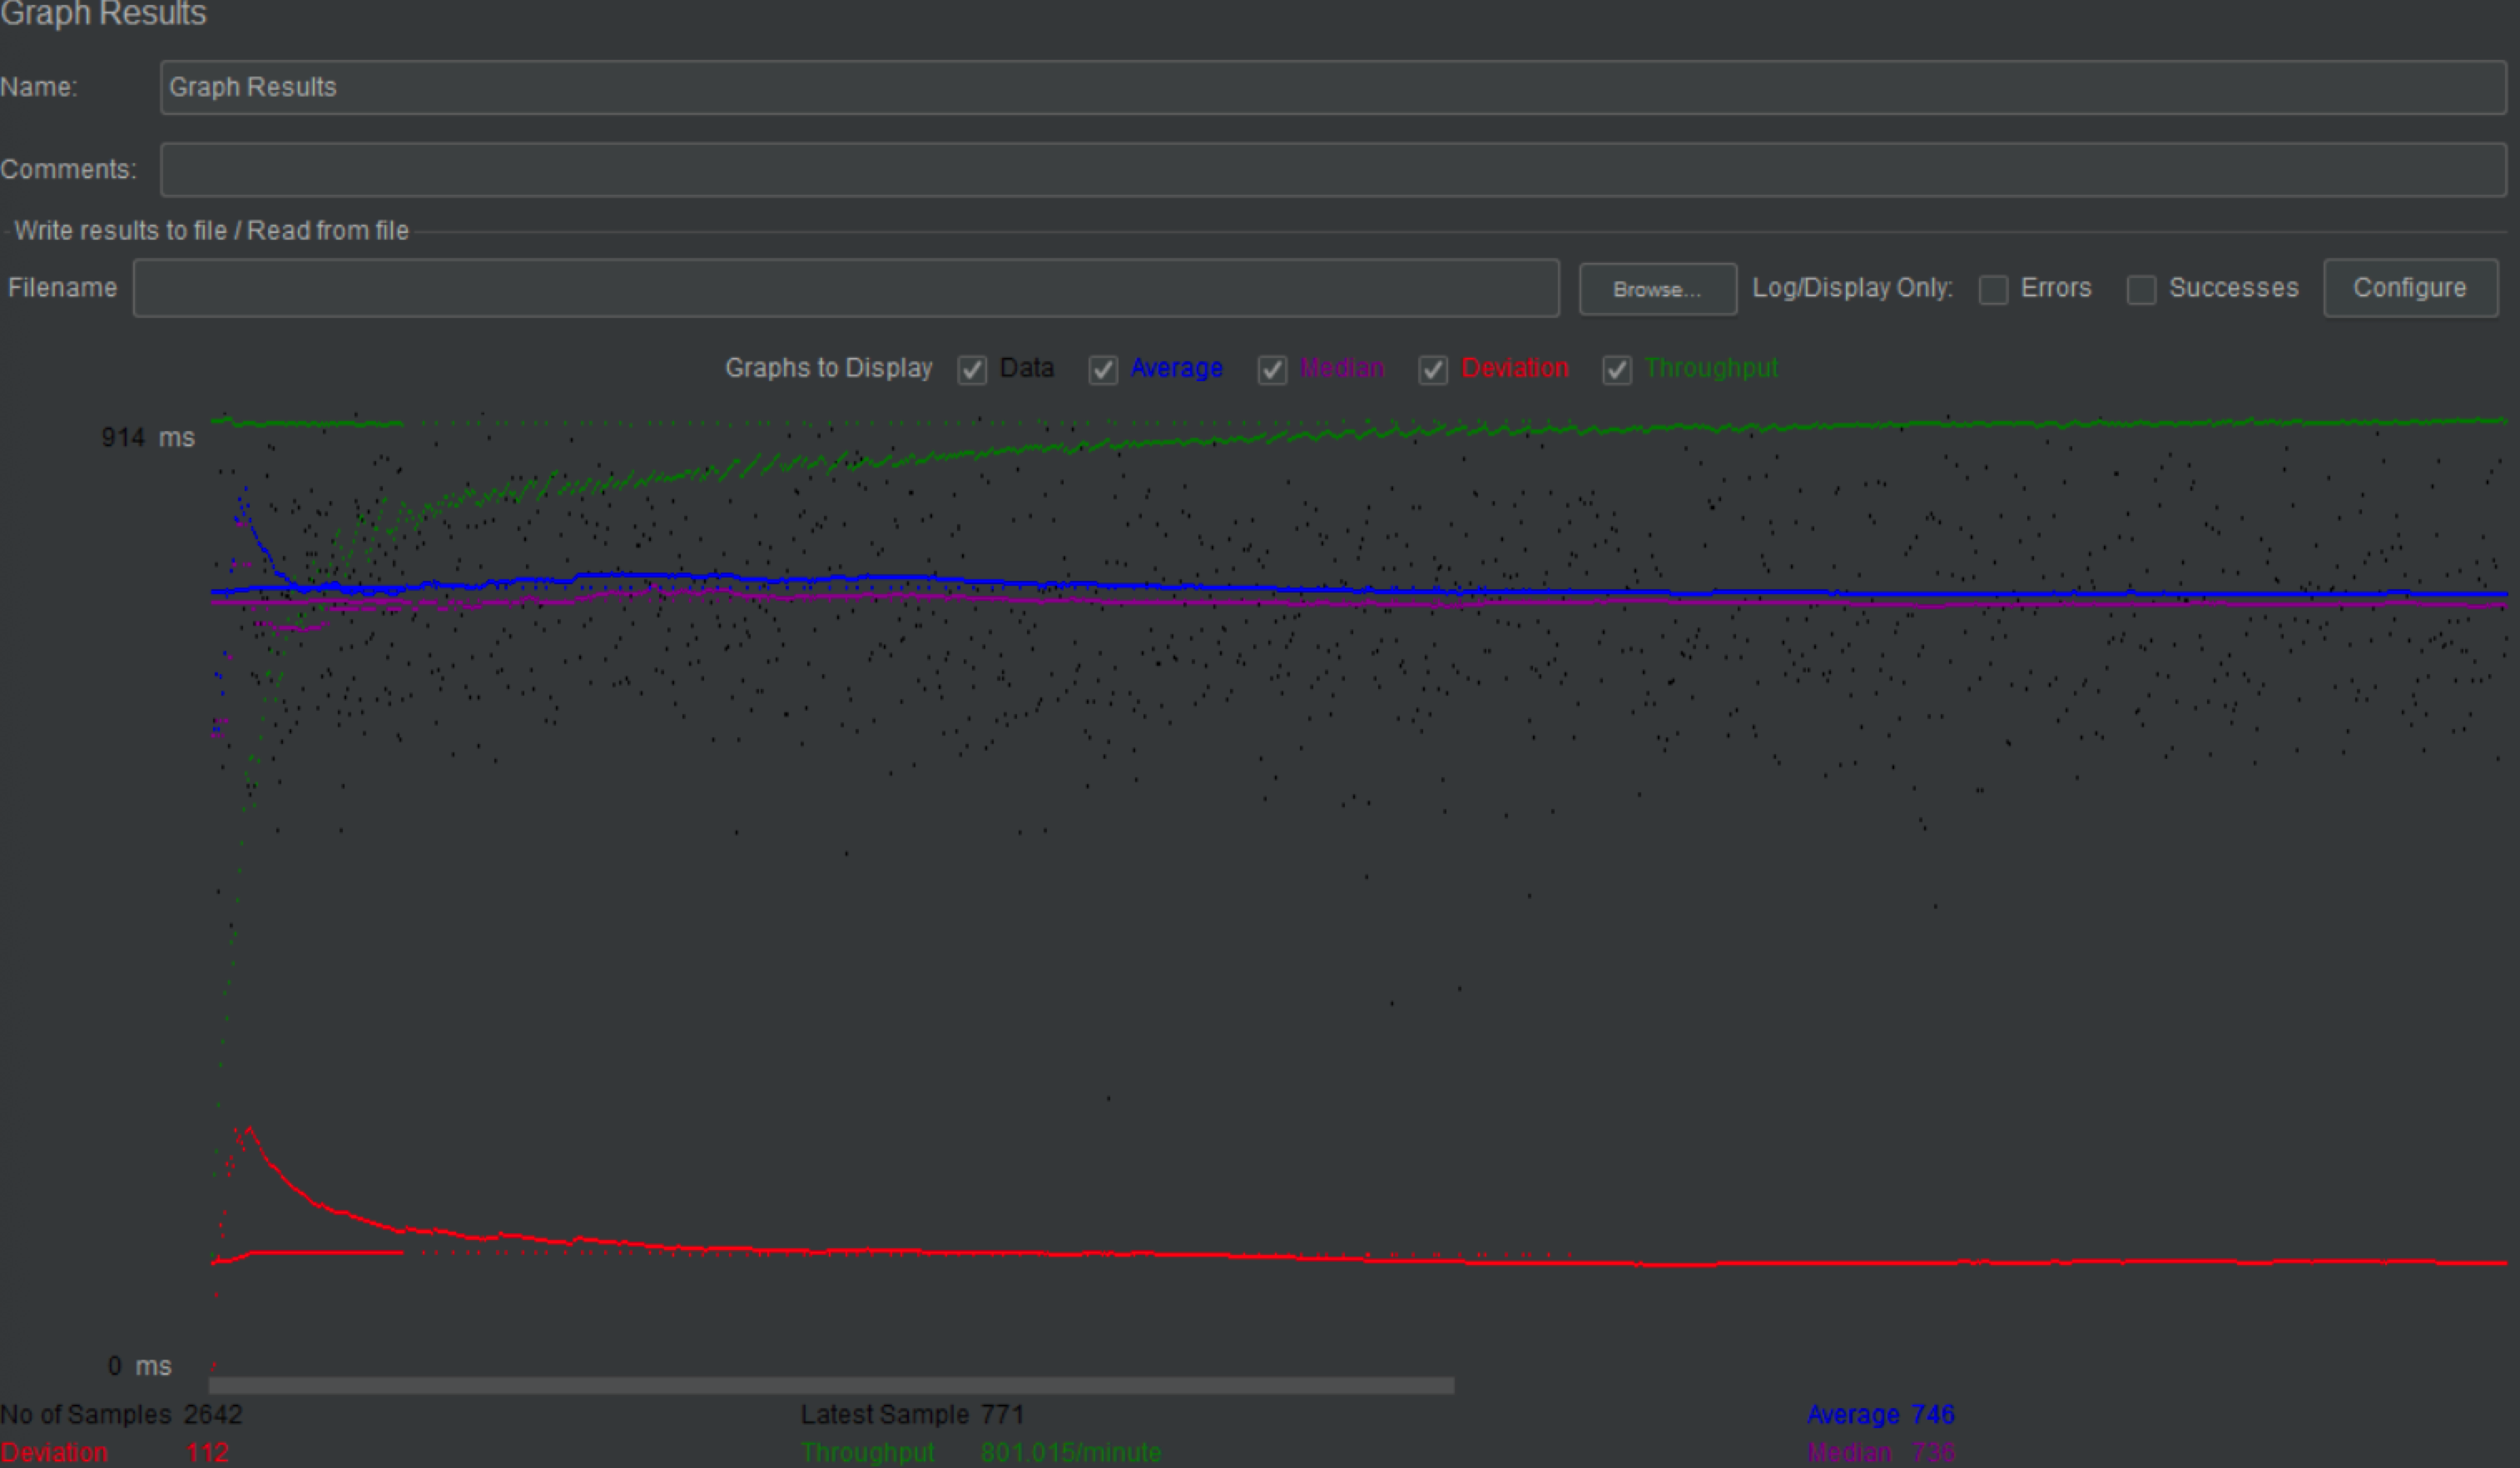 Graph Results
Name: Graph Results
Comments:
Write results to file / Read from file
Filename Browse... Log/Display Only: Errors Successes Configure
Graphs to Display Data Average Median Deviation Throughput
914 ms
0 ms
No of Samples 2642 Latest Sample 771 Average 746
Deviation 112 Throughput 801.015/minute Median 736